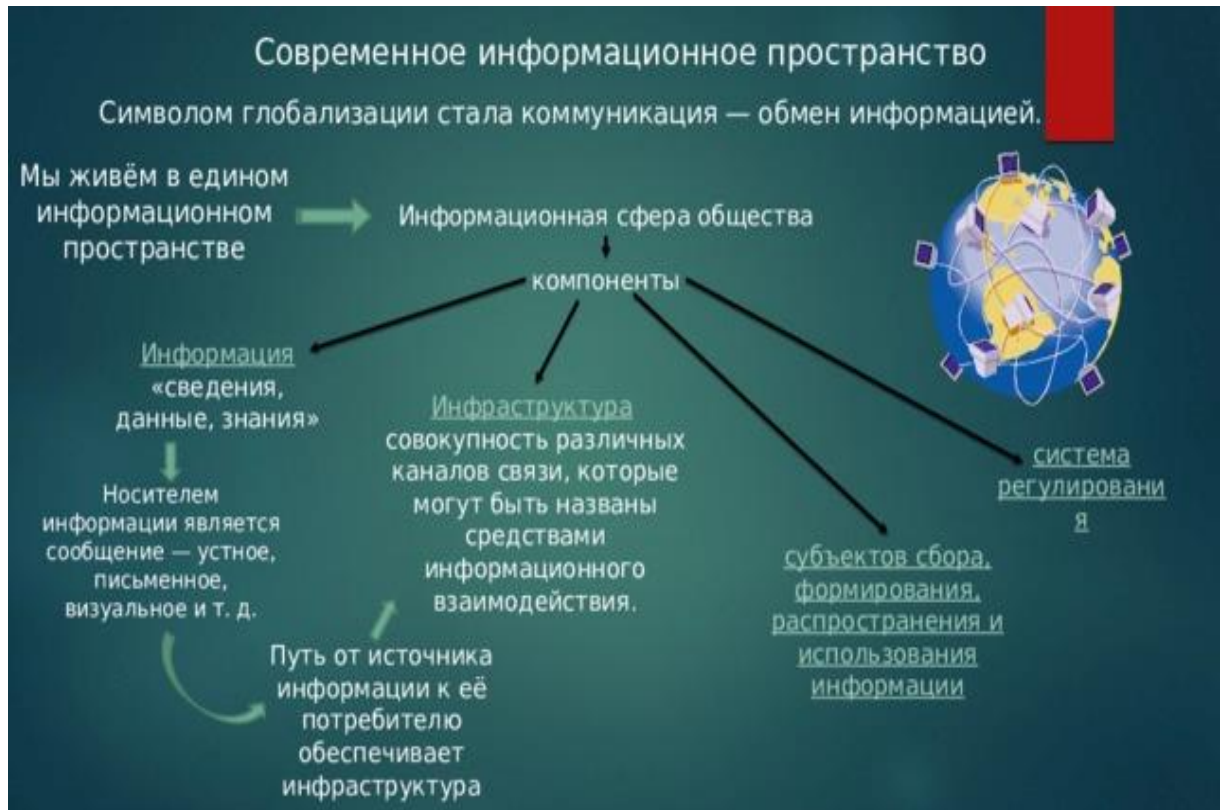 Современное информационное пространство
Символом глобализации стала коммуникация — обмен информацией.
Мы живём в едином
информационном
пространстве
Информационная сфера общества
компоненты
Информация
«сведения,
данные, знания»
Носителем
информации является
сообщение — устное,
письменное,
визуальное и т. д.
Путь от источника
информации к её
потребителю
обеспечивает
инфраструктура
Инфраструктура
совокупность различных
каналов связи, которые
могут быть названы
средствами
информационного
взаимодействия.
субъектов сбора,
формирования,
распространения и
использования
информации
система
регулировани
я